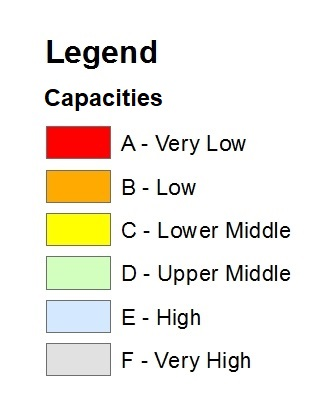 Legend
Capacities
A - Very Low
B - Low
C - Lower Middle
D - Upper Middle
E - High
F - Very High